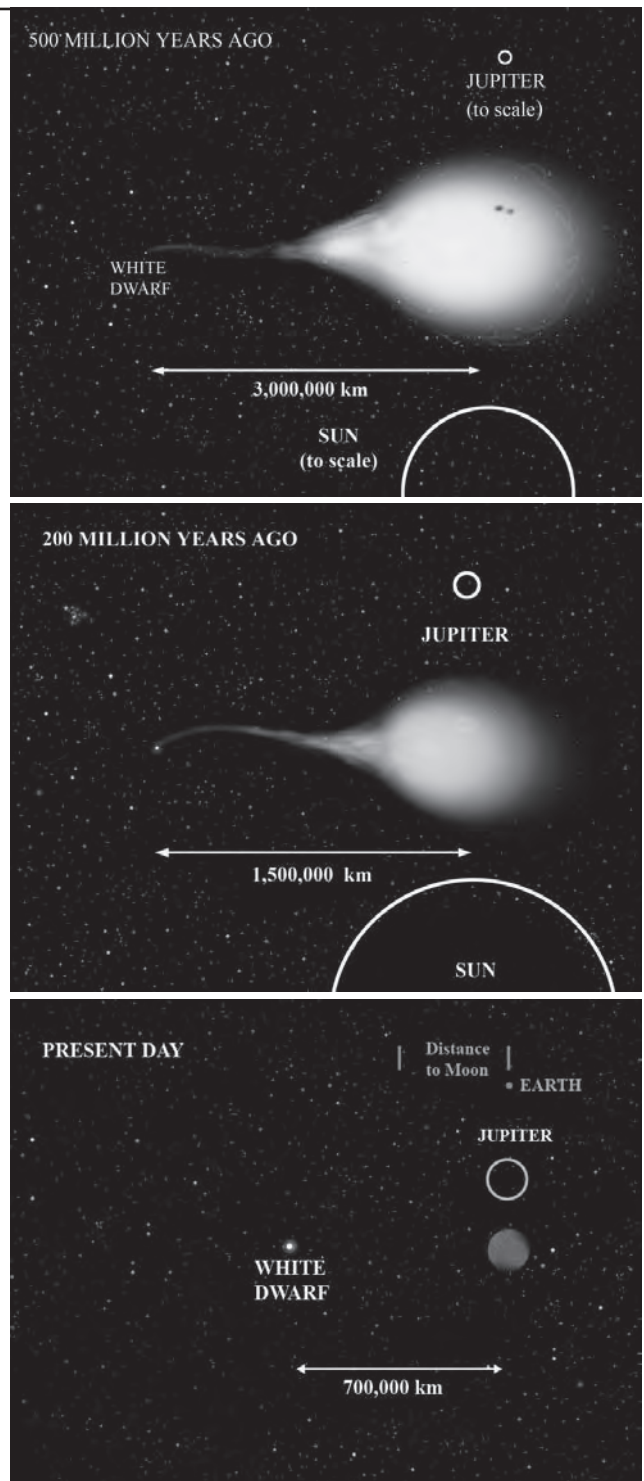 500 MILLION YEARS AGO
JUPITER
(to scale)
WHITE
DWARF
3,000,000 km
SUN
(to scale)
200 MILLION YEARS AGO
JUPITER
1,500,000 km
SUN
PRESENT DAY
Distance
to Moon
EARTH
JUPITER
WHITE
DWARF
700,000 km